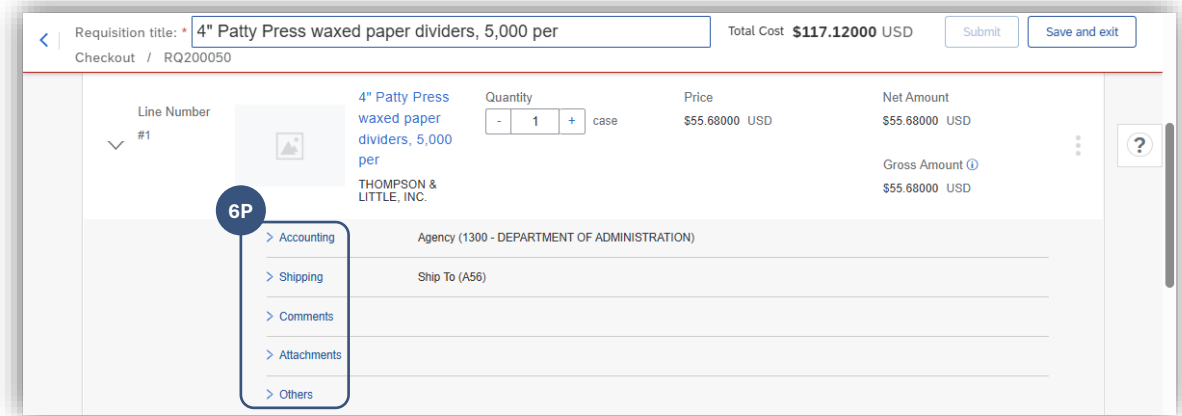 Requisition title: * 4" Patty Press waxed paper dividers, 5,000 per Total Cost $117.12000 USD Submit Save and exit
Checkout / RQ200050
Line Number
#1
4" Patty Press
waxed paper
dividers, 5,000
per
THOMPSON &
LITTLE, INC.
Quantity
- 1 + case
Price
$55.68000 USD
Net Amount
$55.68000 USD
Gross Amount
$55.68000 USD
?
6P
Accounting Agency (1300 - DEPARTMENT OF ADMINISTRATION)
Shipping Ship To (A56)
Comments
Attachments
Others